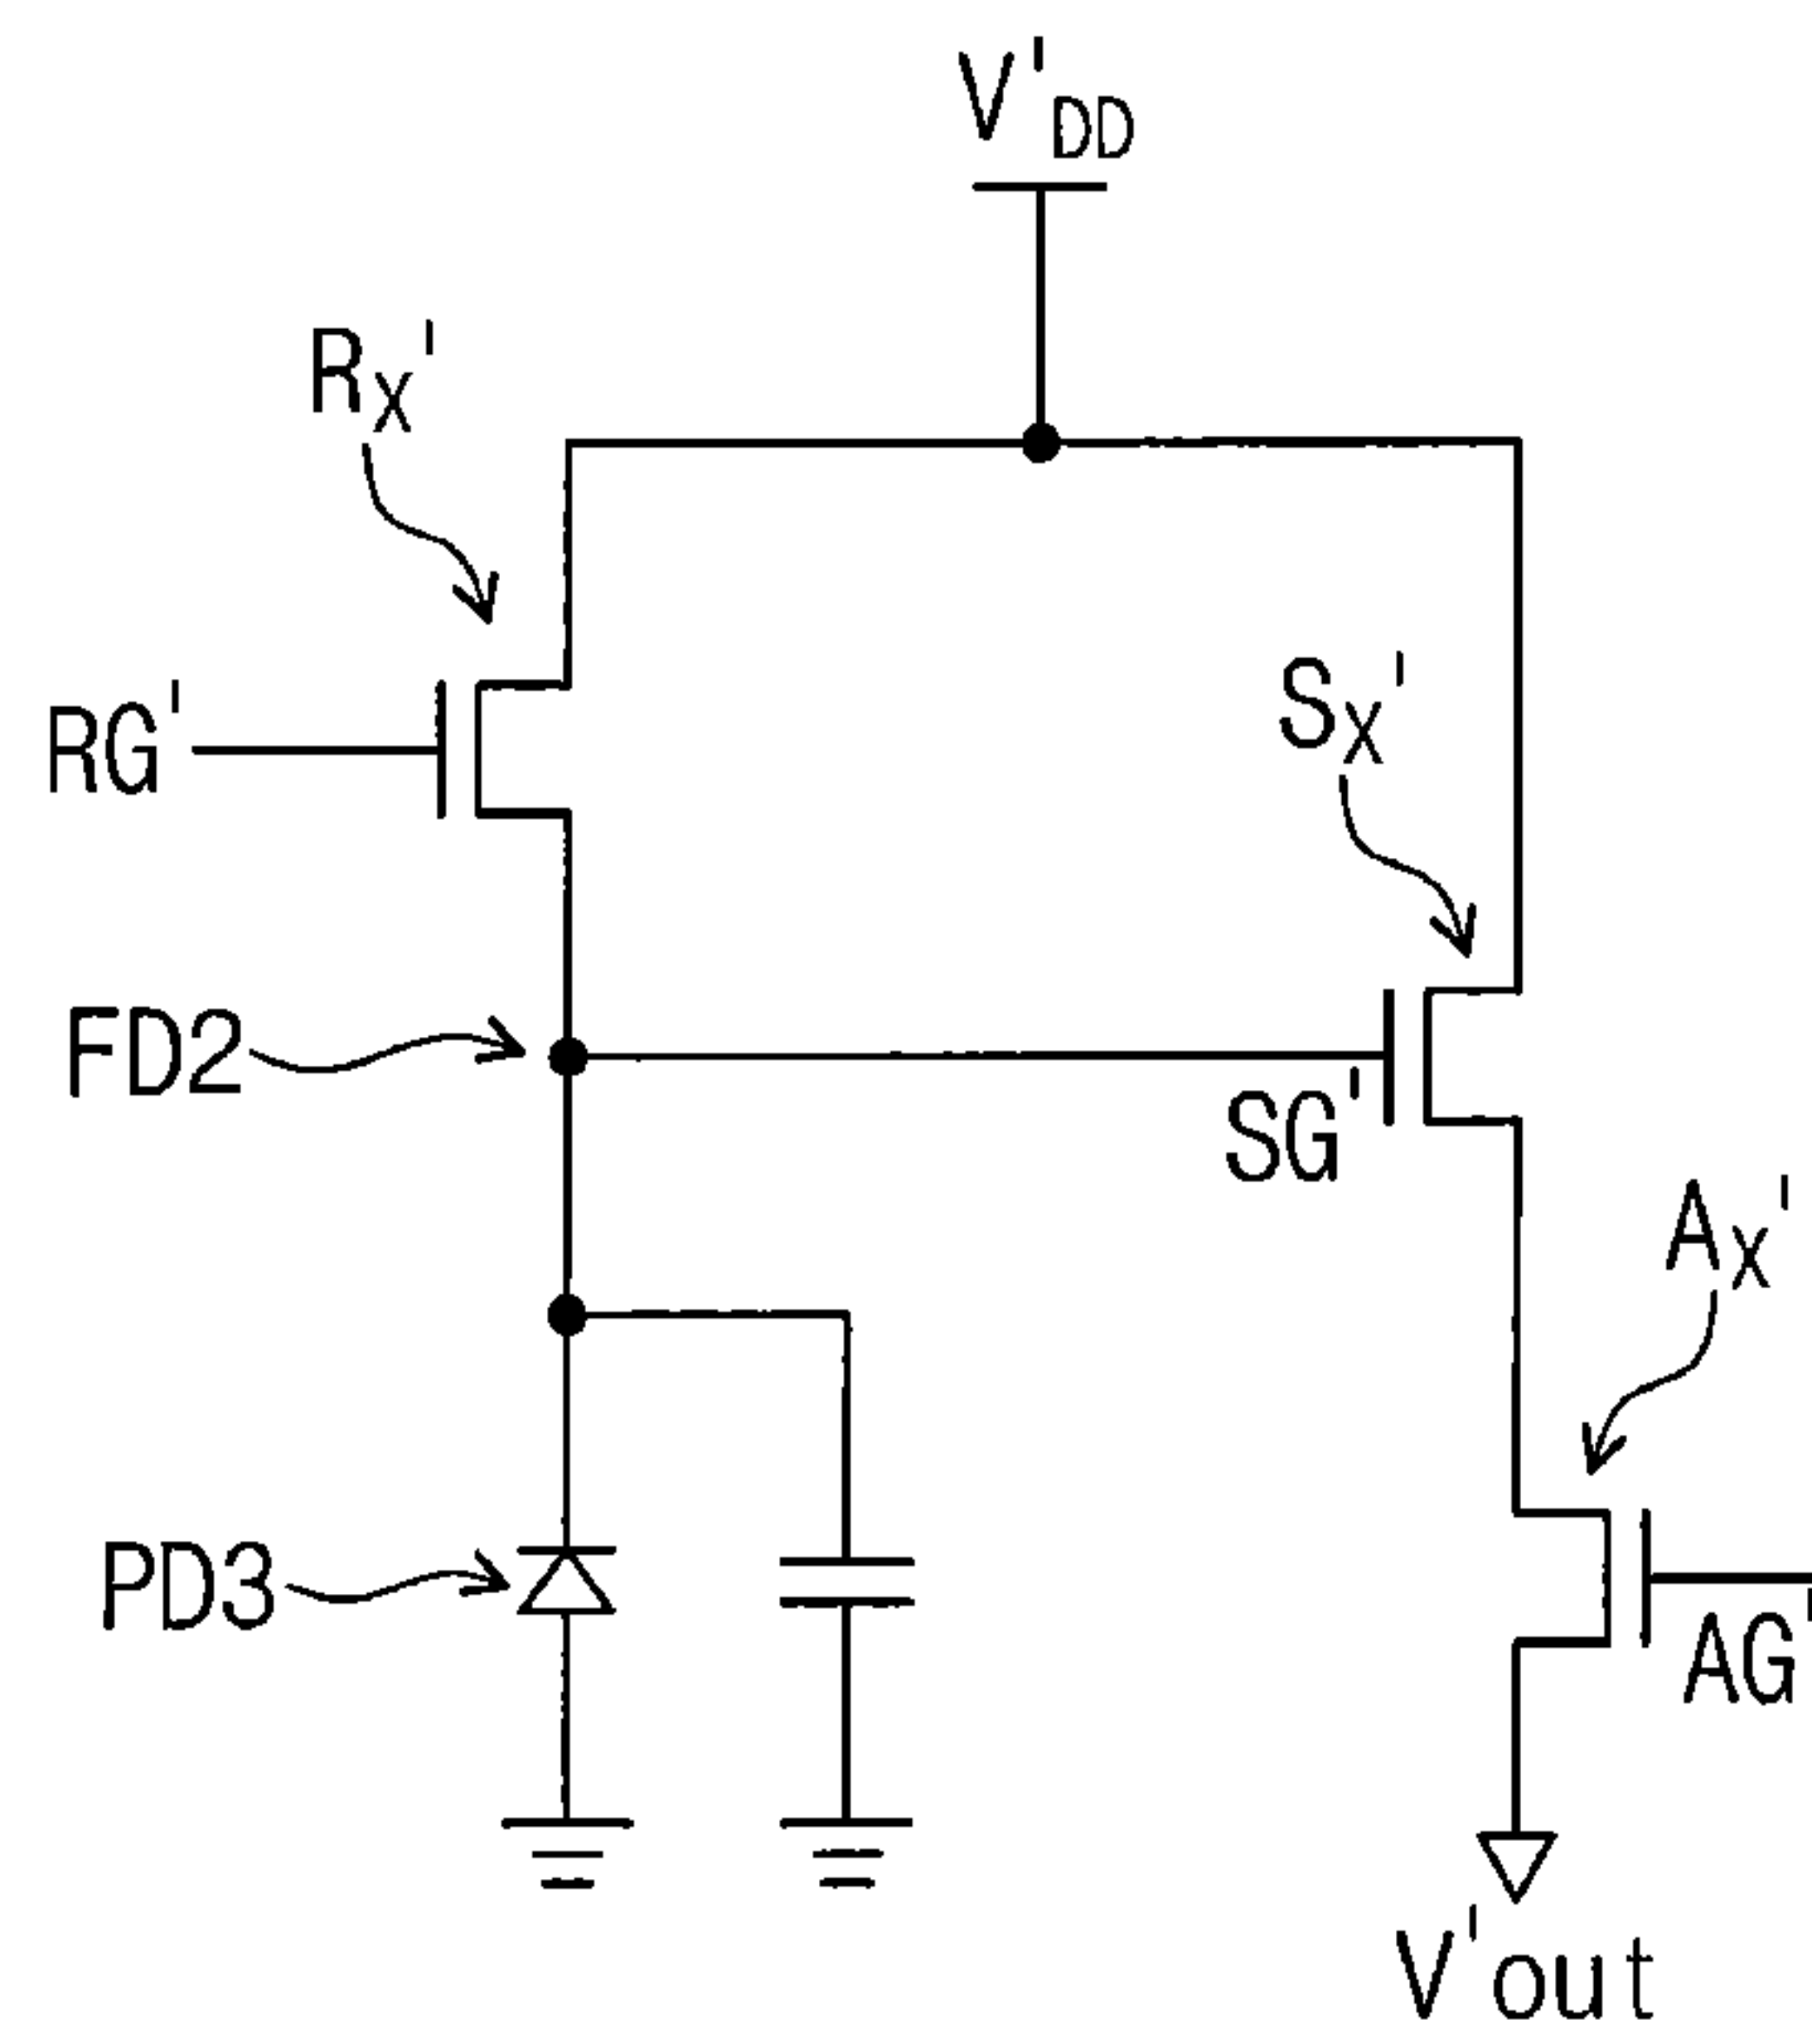 V'DD
RX'
RG'
SX'
FD2
SG'
AX'
PD3
AG'
V'out